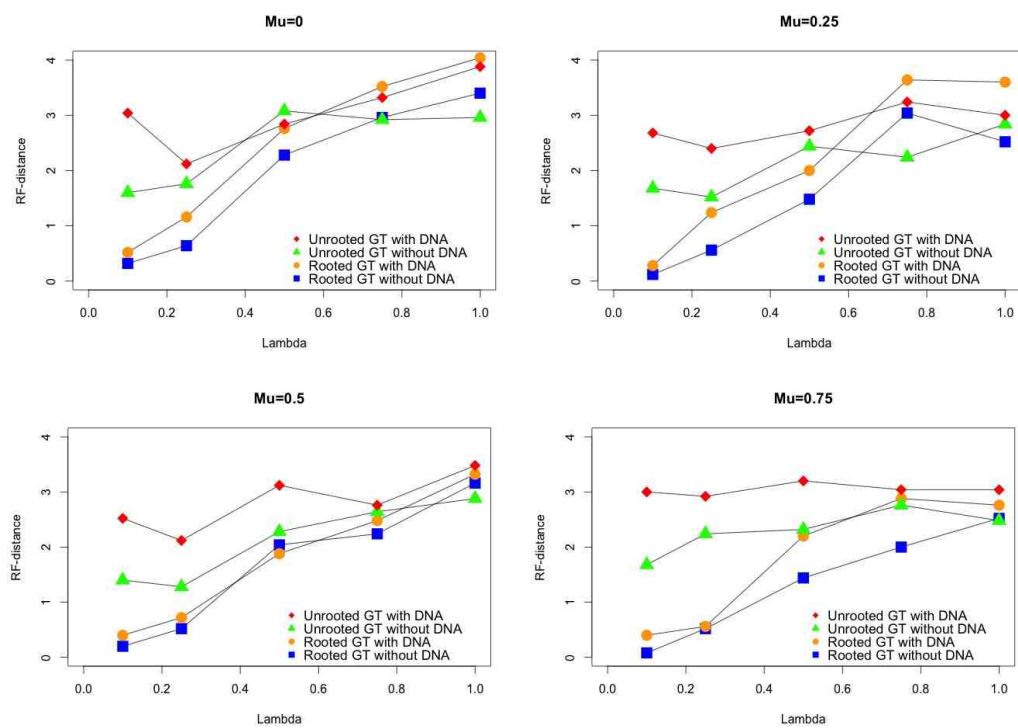 Mu=0
RF-distance
4
3
2
1
0
Unrooted GT with DNA
Unrooted GT without DNA
Rooted GT with DNA
Rooted GT without DNA
0.0 0.2 0.4 0.6 0.8 1.0
Lambda
Mu=0.25
RF-distance
4
3
2
1
0
Unrooted GT with DNA
Unrooted GT without DNA
Rooted GT with DNA
Rooted GT without DNA
0.0 0.2 0.4 0.6 0.8 1.0
Lambda
Mu=0.5
RF-distance
4
3
2
1
0
Unrooted GT with DNA
Unrooted GT without DNA
Rooted GT with DNA
Rooted GT without DNA
0.0 0.2 0.4 0.6 0.8 1.0
Lambda
Mu=0.75
RF-distance
4
3
2
1
0
Unrooted GT with DNA
Unrooted GT without DNA
Rooted GT with DNA
Rooted GT without DNA
0.0 0.2 0.4 0.6 0.8 1.0
Lambda